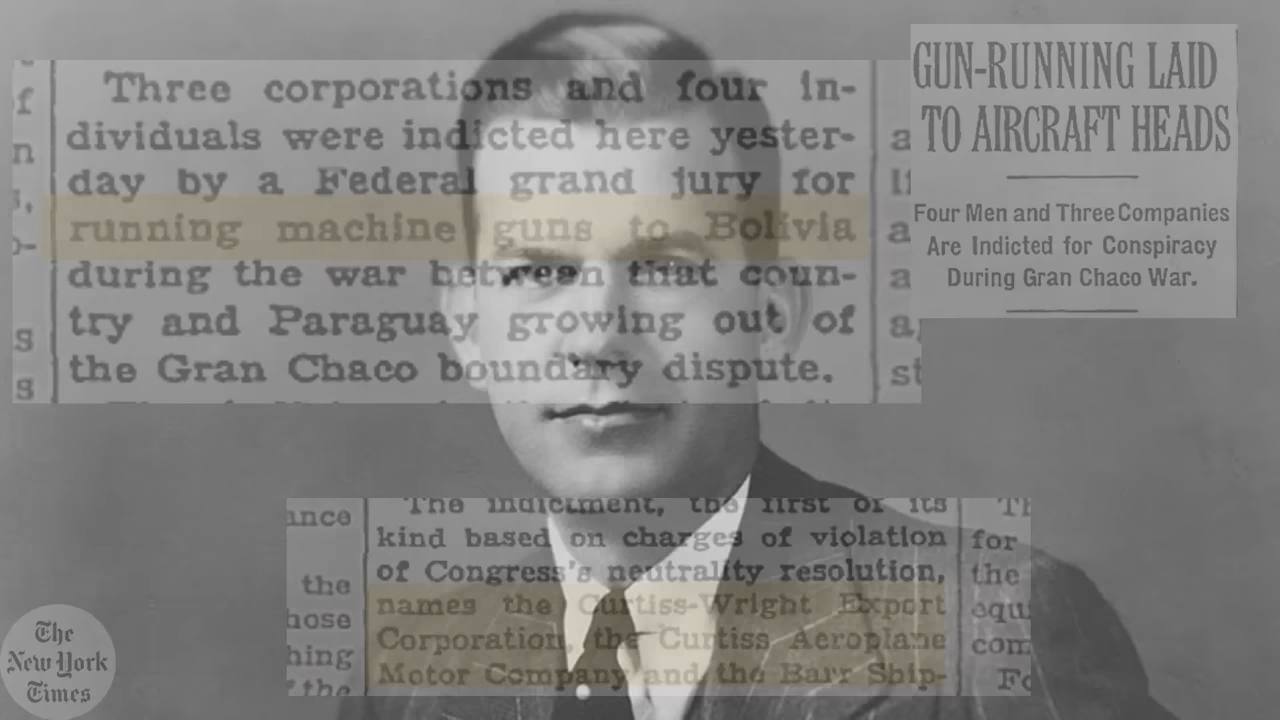 GUN-RUNNING LAID
TO AIRCRAFT HEADS
Four Men and Three Companies
Are Indicted for Conspiracy
During Gran Chaco War.
Three corporations and four in-
dividuals were indicted here yester-
day by a Federal grand jury for
running machine guns to Bolivia
during the war between that coun-
try and Paraguay growing out of
the Gran Chaco boundary dispute.
The indictment, the first of its
kind based on charges of violation
of Congress's neutrality resolution,
names the Curtiss-Wright Export
Corporation, the Curtiss Aeroplane
Motor Company and the Barr Ship-
the
for
the
The
New York
Times